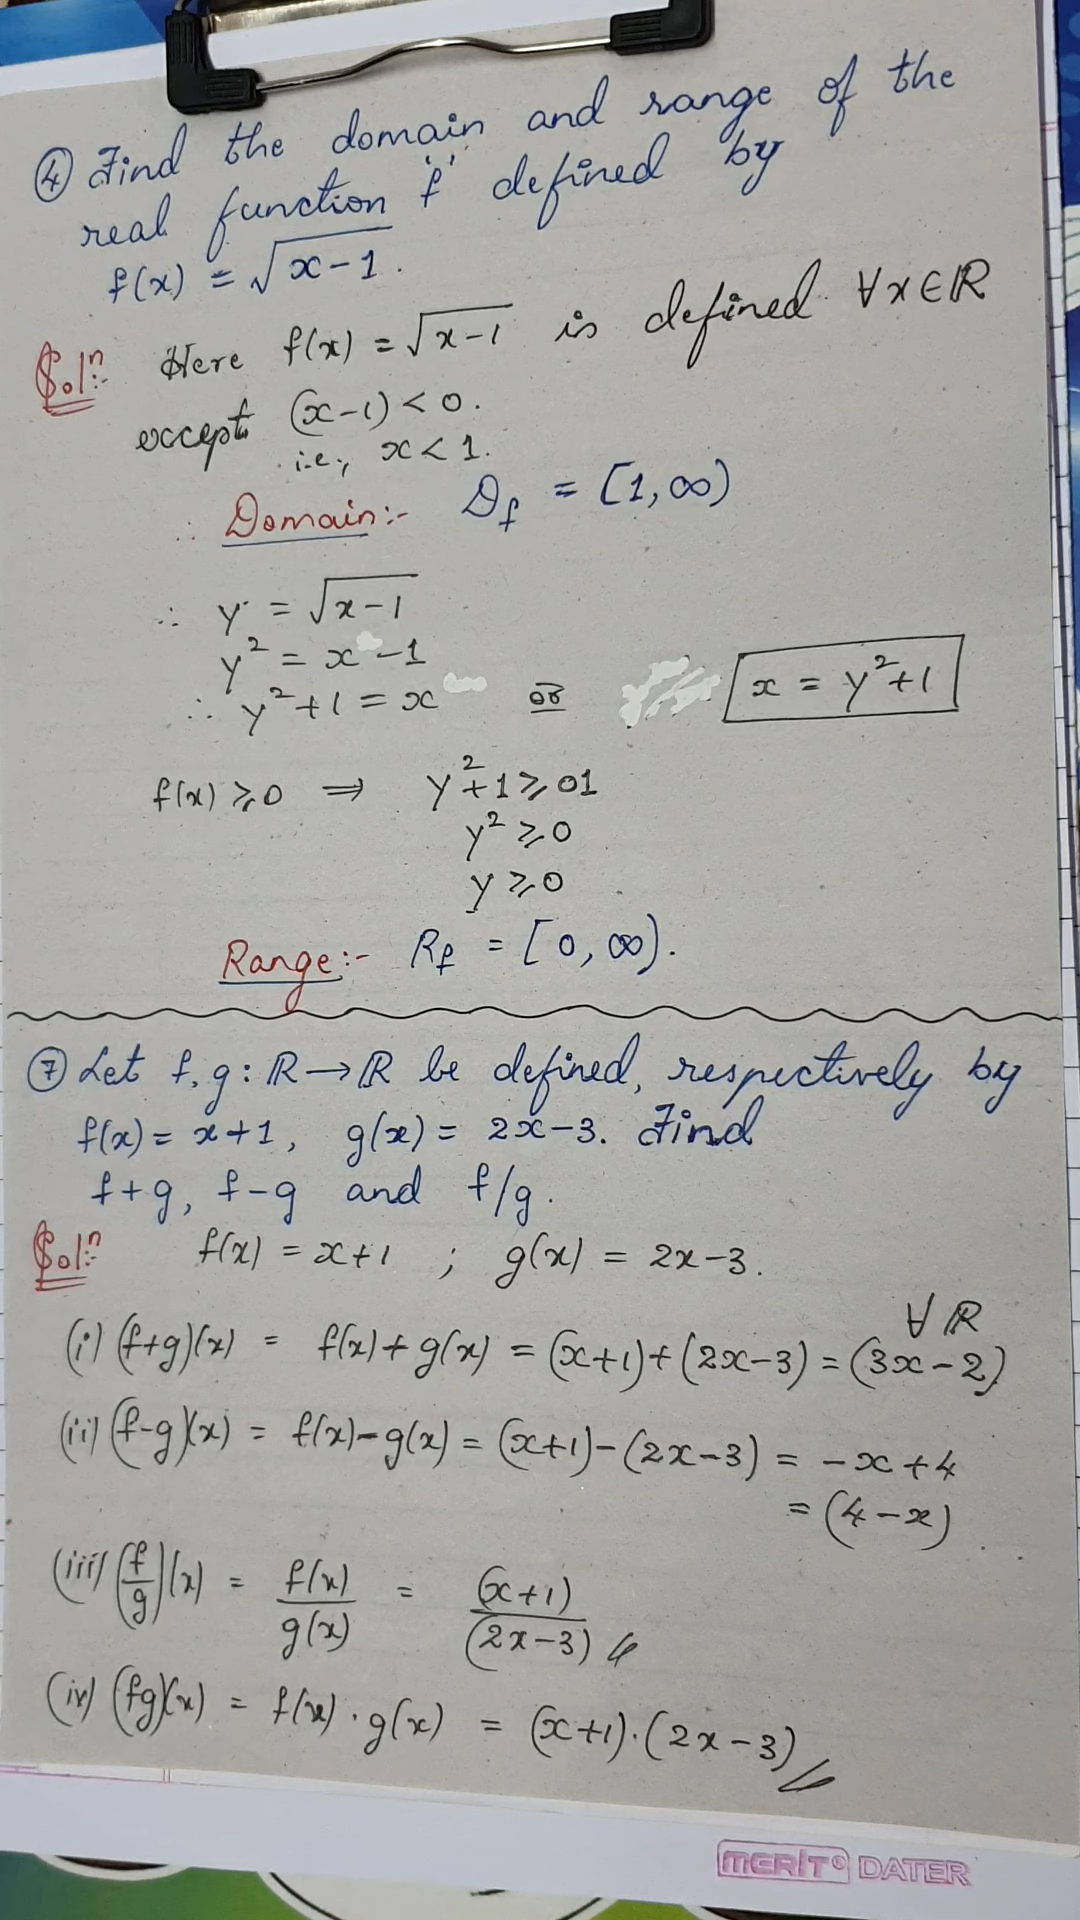 ④ Find the domain and range of the
real function 'f' defined by
f(x) = √(x-1).
Solⁿ:- Here f(x) = √(x-1) is defined ∀x∈ℝ
except (x-1) < 0.
i.e., x < 1.
∴ Domain:- D_f = [1, ∞)
∴ y = √(x-1)
y² = x - 1
∴ y²+1 = x or x = y²+1
f(x) ≥ 0 ⇒ y²+1 ≥ 01
y² ≥ 0
y ≥ 0
Range:- R_f = [0, ∞).
⑦ Let f, g : ℝ→ℝ be defined, respectively by
f(x) = x+1, g(x) = 2x-3. Find
f+g, f-g and f/g.
Solⁿ:- f(x) = x+1 ; g(x) = 2x-3.
∀ ℝ
(i) (f+g)(x) = f(x)+g(x) = (x+1)+(2x-3) = (3x-2)
(ii) (f-g)(x) = f(x)-g(x) = (x+1)-(2x-3) = -x+4
= (4-x)
(iii) (f/g)(x) = f(x)/g(x) = (x+1)/(2x-3)
(iv) (fg)(x) = f(x).g(x) = (x+1).(2x-3)
MERIT® DATER